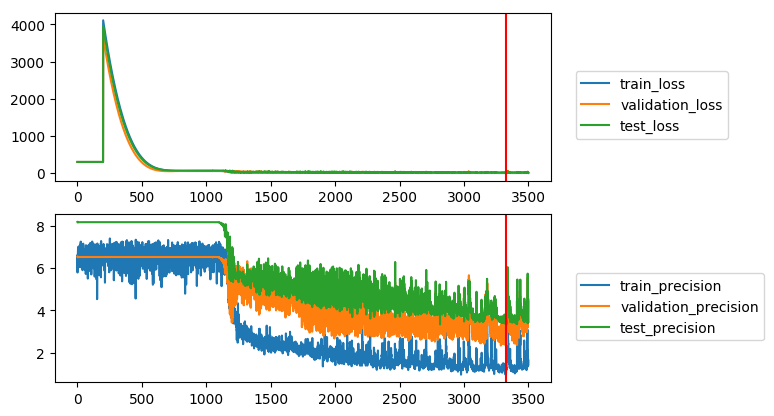 4000
3000
2000
1000
0
0 500 1000 1500 2000 2500 3000 3500
train_loss
validation_loss
test_loss
8
6
4
2
0 500 1000 1500 2000 2500 3000 3500
train_precision
validation_precision
test_precision